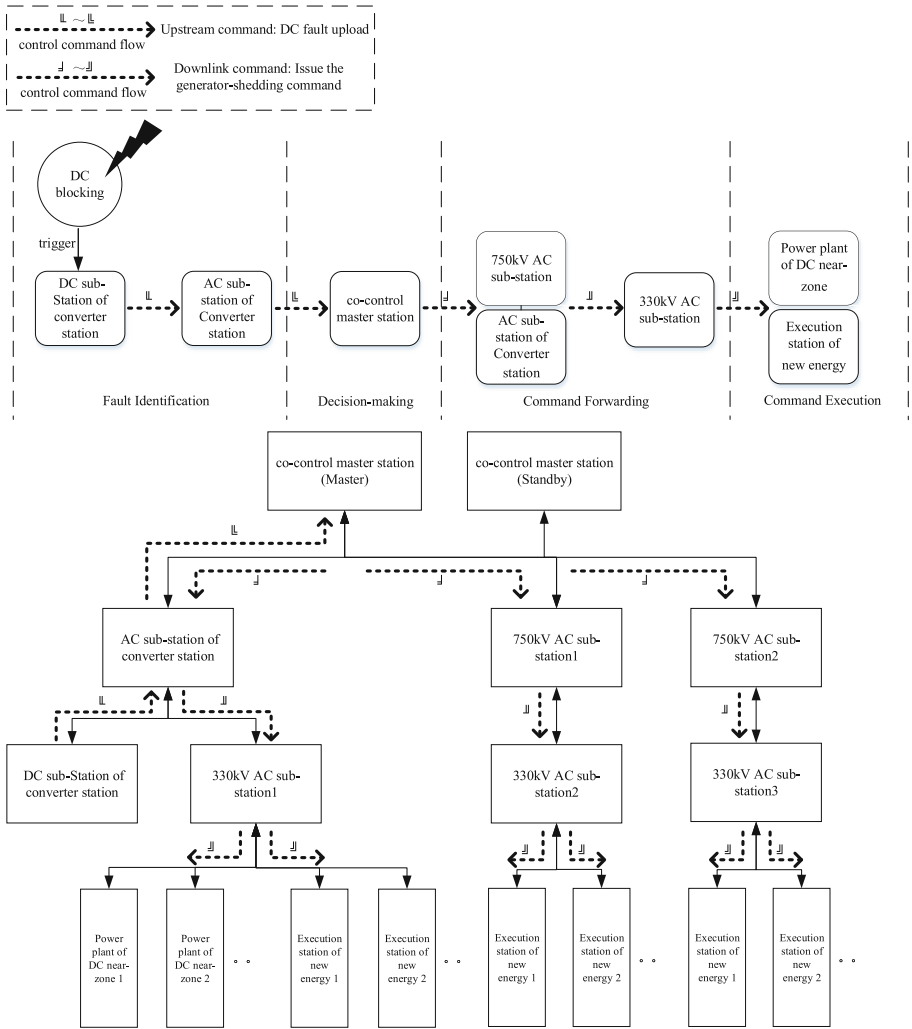 ╙ ~ ╚
Upstream command: DC fault upload
control command flow
╛ ~ ╝
Downlink command: Issue the
generator-shedding command
control command flow
DC
blocking
trigger
DC sub-
Station of
converter
station
AC sub-
station of
Converter
station
co-control
master station
750kV AC
sub-station
AC sub-
station of
Converter
station
330kV AC
sub-station
Power plant
of DC near-
zone
Execution
station of
new energy
Fault Identification
Decision-making
Command Forwarding
Command Execution
co-control master station
(Master)
co-control master station
(Standby)
AC sub-station of
converter station
750kV AC sub-
station1
750kV AC sub-
station2
DC sub-Station of
converter station
330kV AC sub-
station1
330kV AC sub-
station2
330kV AC sub-
station3
Power
plant of
DC near-
zone 1
Power
plant of
DC near-
zone 2
Execution
station of
new
energy 1
Execution
station of
new
energy 2
Execution
station of
new
energy 1
Execution
station of
new
energy 2
Execution
station of
new
energy 1
Execution
station of
new
energy 2